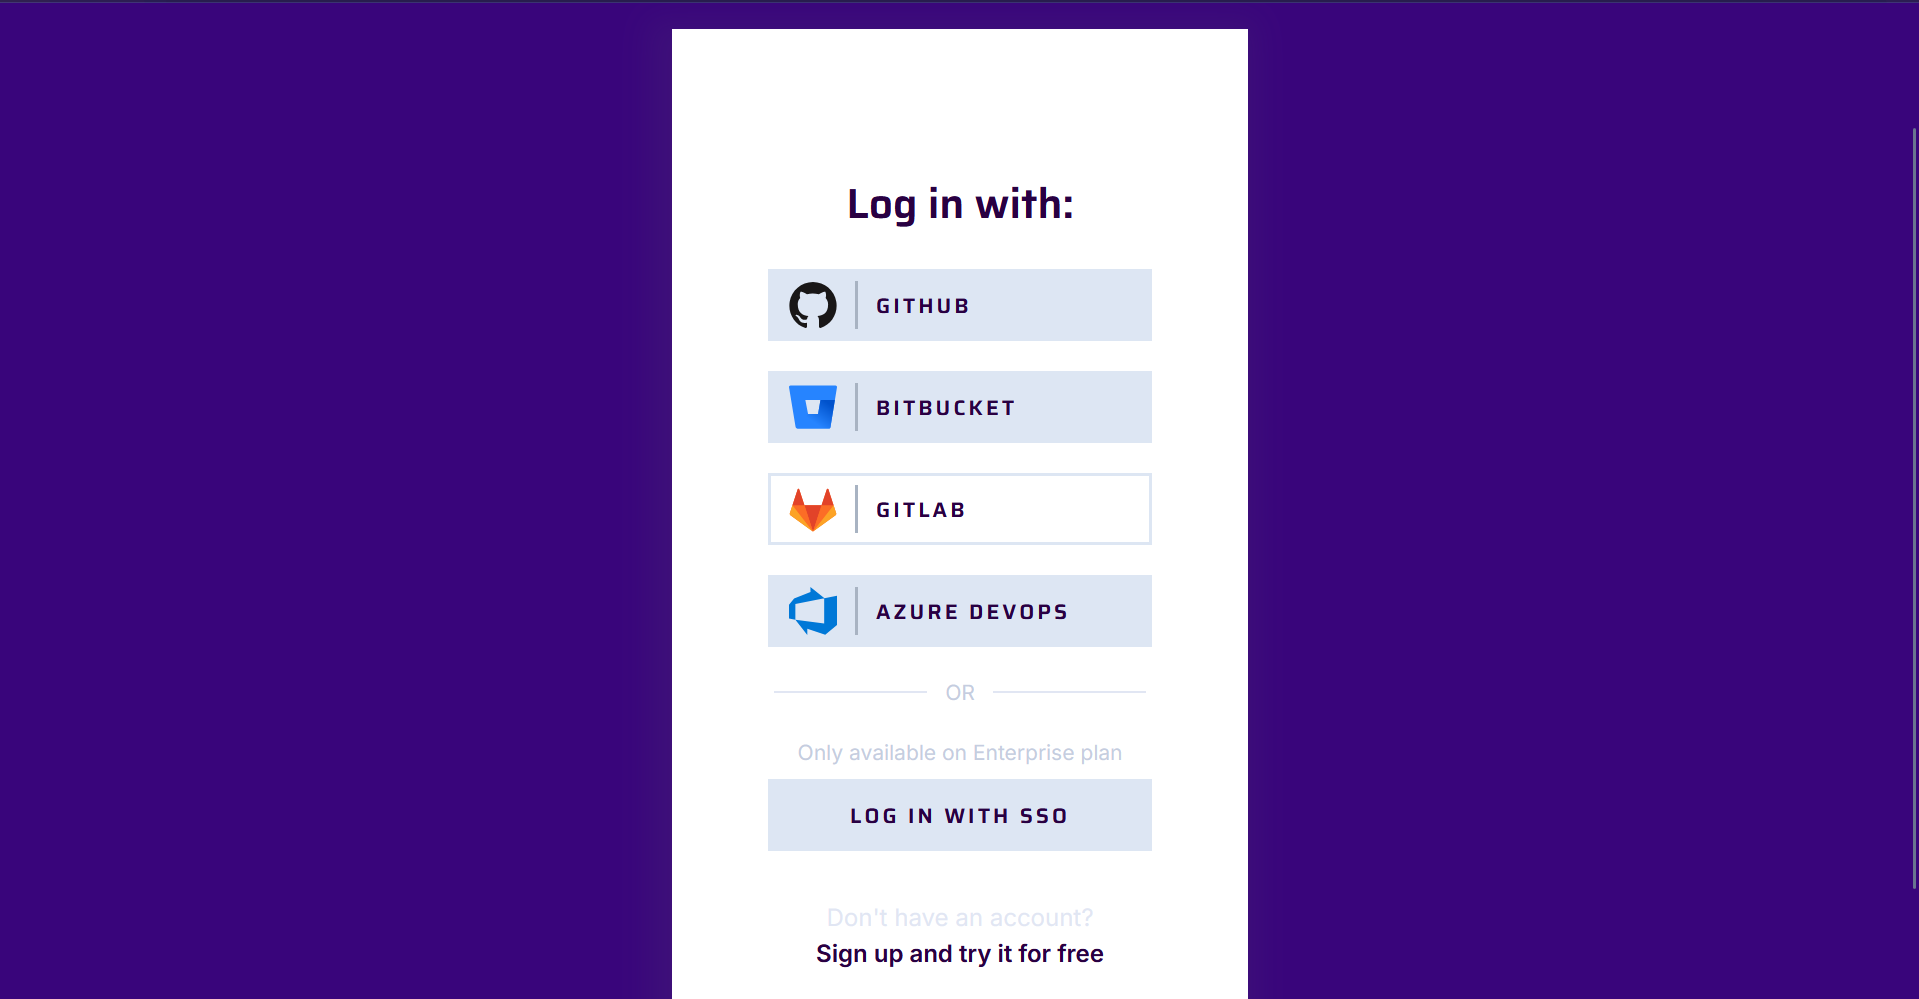 Log in with:
GITHUB
BITBUCKET
GITLAB
AZURE DEVOPS
OR
Only available on Enterprise plan
LOG IN WITH SSO
Don't have an account?
Sign up and try it for free